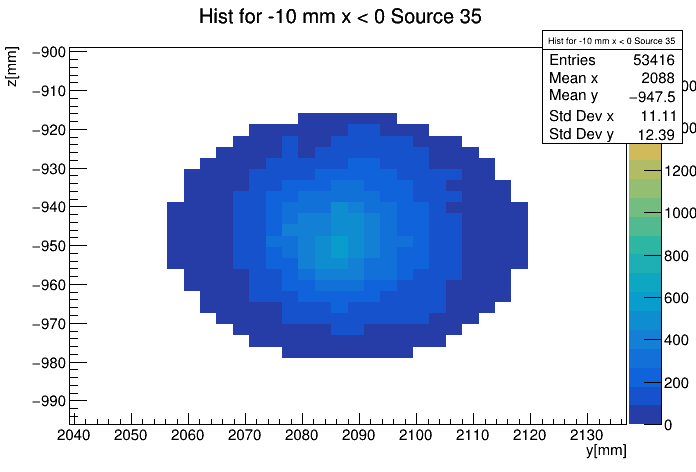 Hist for -10 mm x < 0 Source 35
Hist for -10 mm x < 0 Source 35
Entries 53416
Mean x 2088
Mean y −947.5
Std Dev x 11.11
Std Dev y 12.39
z[mm]
−900
−910
−920
−930
−940
−950
−960
−970
−980
−990
2040 2050 2060 2070 2080 2090 2100 2110 2120 2130
y[mm]
1200
1000
800
600
400
200
0